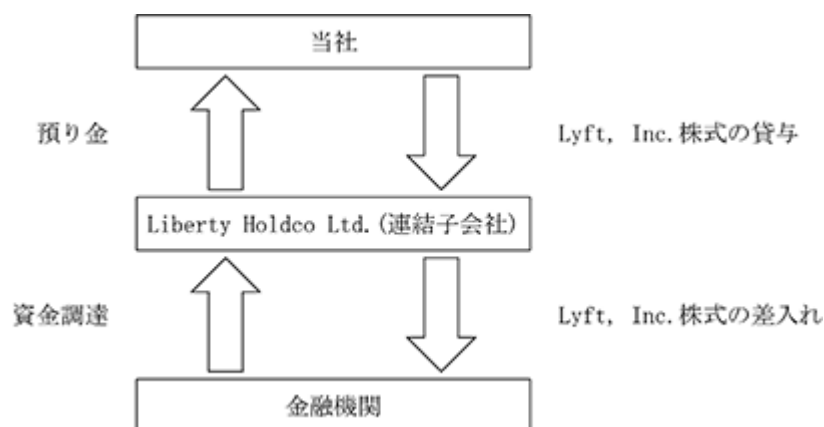 当社
預り金
Lyft, Inc.株式の貸与
Liberty Holdco Ltd.(連結子会社)
資金調達
Lyft, Inc.株式の差入れ
金融機関